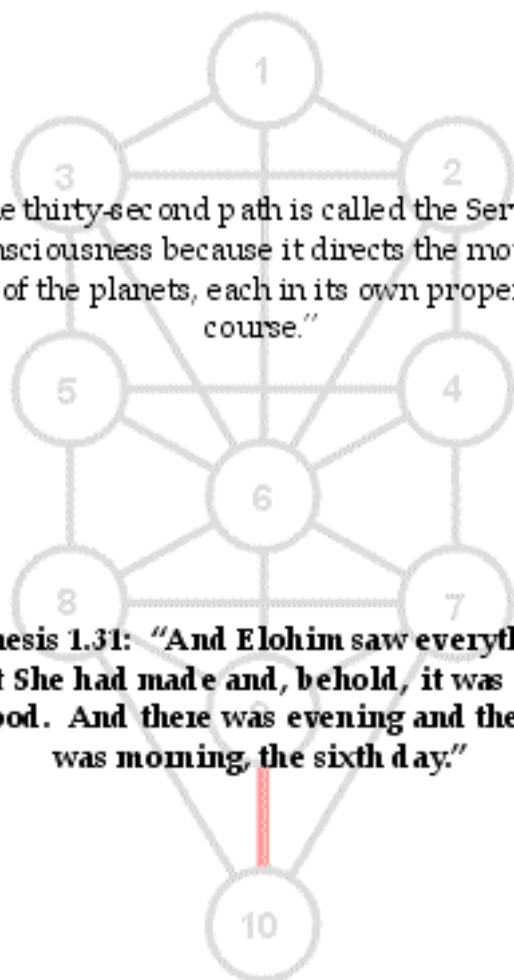 1
3
2
e thirty-second path is called the Ser
nsciousness because it directs the mo
of the planets, each in its own prope
course.”
5
4
6
8
7
nesis 1.31: “And Elohim saw everyth
t She had made and, behold, it was
ood. And there was evening and the
was morning, the sixth day.”
10